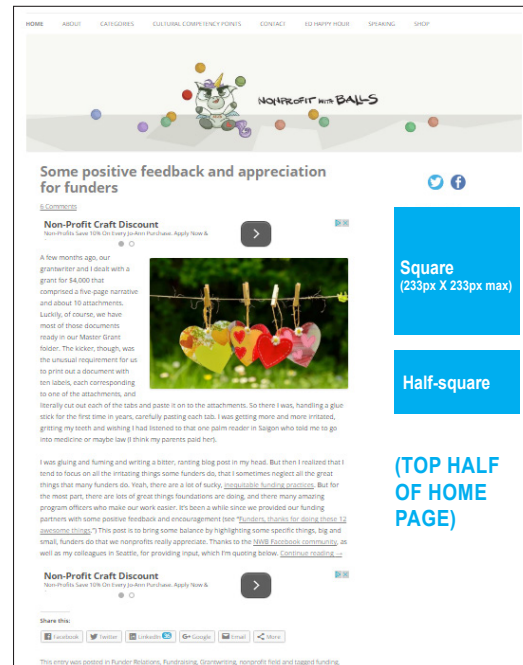 HOME ABOUT CATEGORIES CULTURAL COMPETENCY POINTS CONTACT ED HAPPY HOUR SPEAKING SHOP
NONPROFIT WITH BALLS
Some positive feedback and appreciation
for funders
6 Comments
Non-Profit Craft Discount
Non-Profits Save 10% On Every Jo-Ann Purchase. Apply Now &
A few months ago, our
grantwriter and I dealt with a
grant for $4,000 that
comprised a five-page narrative
and about 10 attachments.
Luckily, of course, we have
most of those documents
ready in our Master Grant
folder. The kicker, though, was
the unusual requirement for us
to print out a document with
ten labels, each corresponding
to one of the attachments, and
literally cut out each of the tabs and paste it on to the attachments. So there I was, handling a glue
stick for the first time in years, carefully pasting each tab. I was getting more and more irritated,
gritting my teeth and wishing I had listened to that one palm reader in Saigon who told me to go
into medicine or maybe law (I think my parents paid her).
I was gluing and fuming and writing a bitter, ranting blog post in my head. But then I realized that I
tend to focus on all the irritating things some funders do, that I sometimes neglect all the great
things that many funders do. Yeah, there are a lot of sucky, inequitable funding practices. But for
the most part, there are lots of great things foundations are doing, and there many amazing
program officers who make our work easier. It's been a while since we provided our funding
partners with some positive feedback and encouragement (see "Funders, thanks for doing these 12
awesome things.") This post is to bring some balance by highlighting some specific things, big and
small, funders do that we nonprofits really appreciate. Thanks to the NWB Facebook community, as
well as my colleagues in Seattle, for providing input, which I'm quoting below. Continue reading →
Non-Profit Craft Discount
Non-Profits Save 10% On Every Jo-Ann Purchase. Apply Now &
Share this:
Facebook Twitter LinkedIn Google Email More
This entry was posted in Funder Relations, Fundraising, Grantwriting, nonprofit field and tagged funding,
Square
(233px X 233px max)
Half-square
(TOP HALF
OF HOME
PAGE)